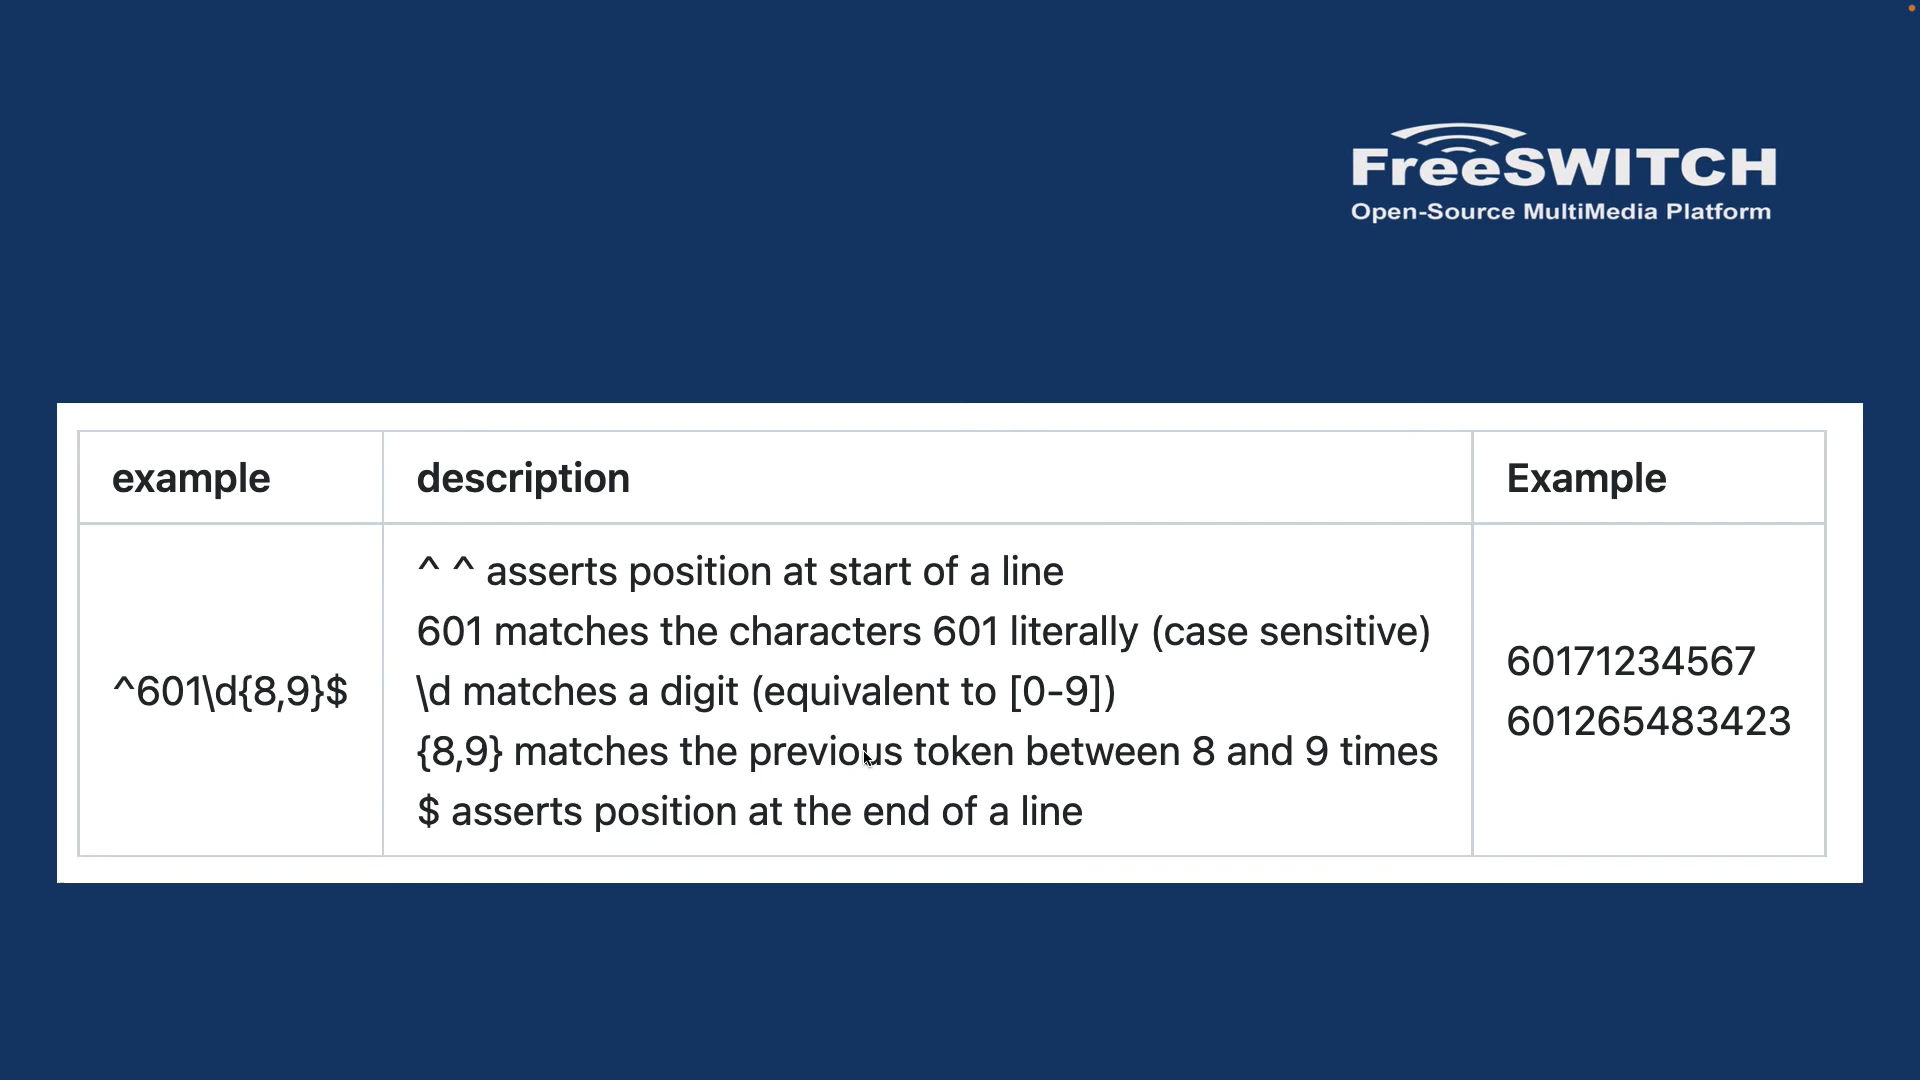 FreeSWITCH
Open-Source MultiMedia Platform
example
description
Example
^601\d{8,9}$
^ ^ asserts position at start of a line
601 matches the characters 601 literally (case sensitive)
\d matches a digit (equivalent to [0-9])
{8,9} matches the previous token between 8 and 9 times
$ asserts position at the end of a line
60171234567
601265483423